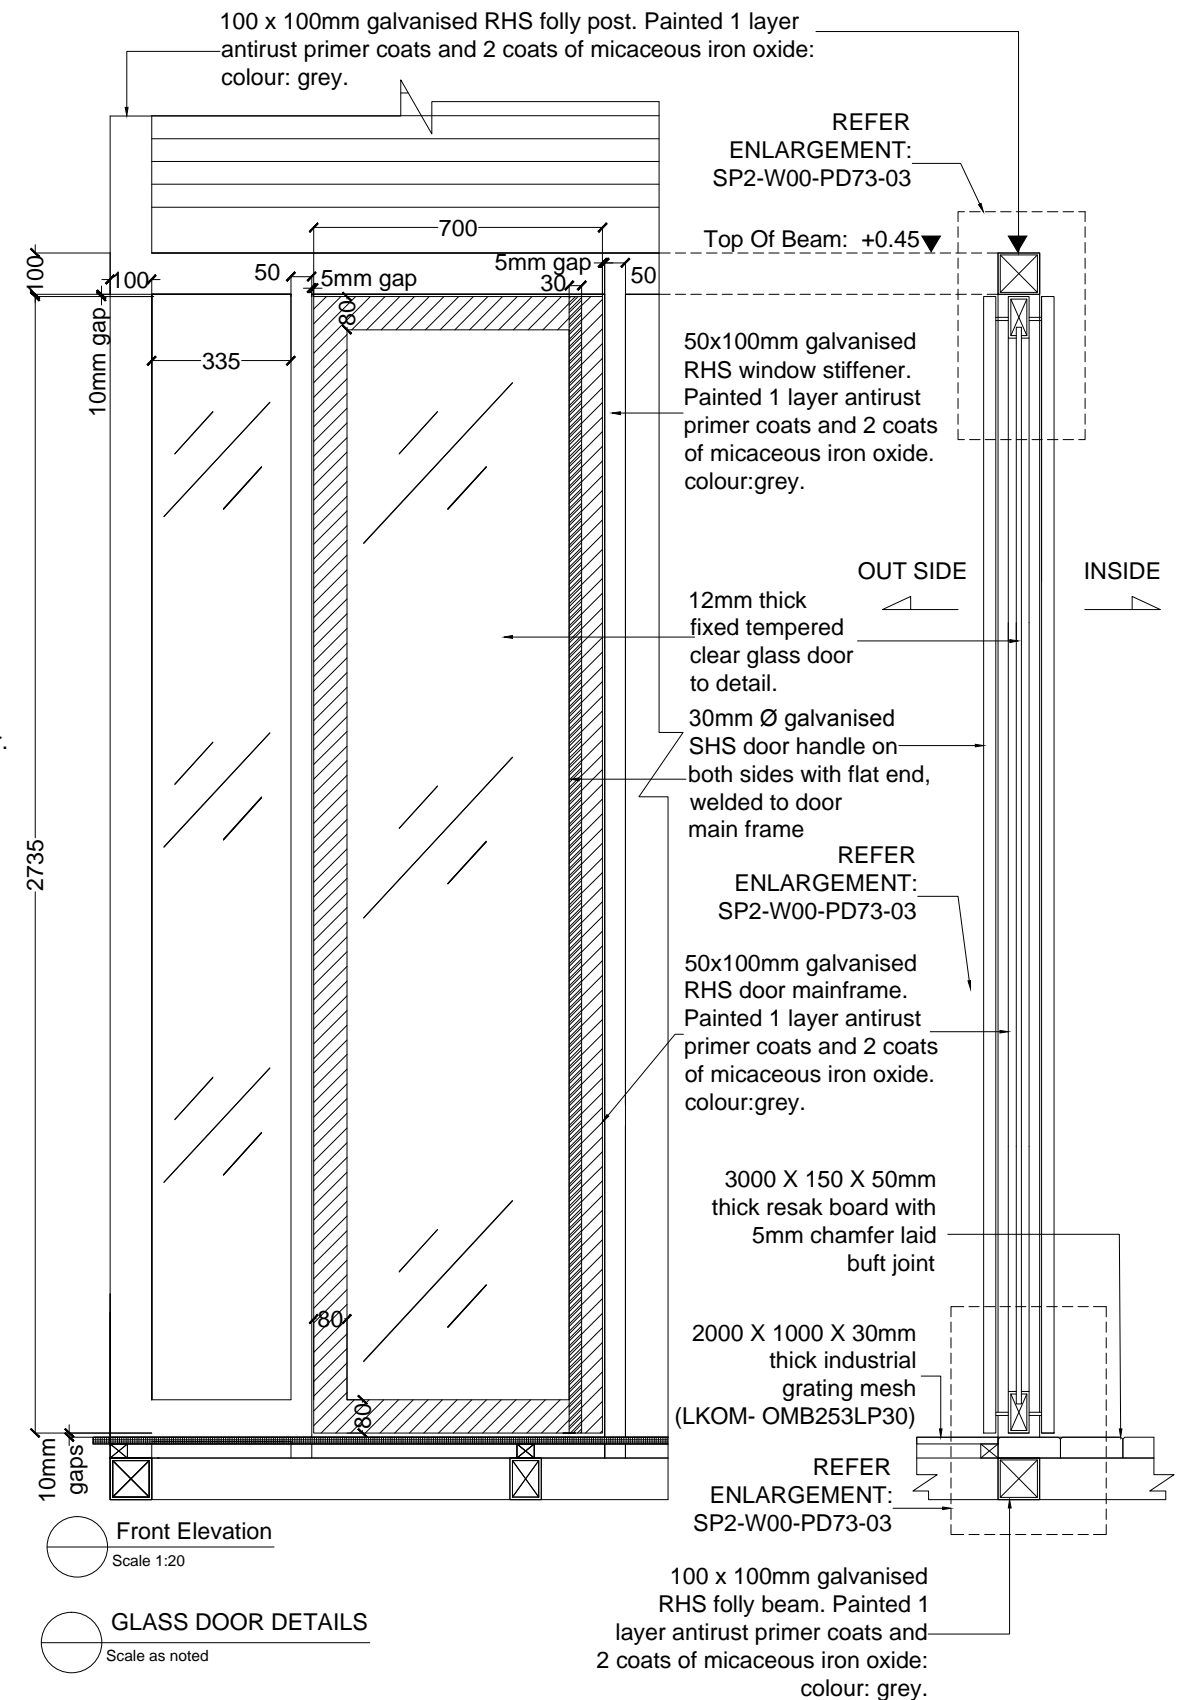 100 x 100mm galvanised RHS folly post. Painted 1 layer
antirust primer coats and 2 coats of micaceous iron oxide:
colour: grey.
REFER
ENLARGEMENT:
SP2-W00-PD73-03
700
Top Of Beam: +0.45
100
100
50
5mm gap
5mm gap
30
50
80
10mm gap
335
50x100mm galvanised
RHS window stiffener.
Painted 1 layer antirust
primer coats and 2 coats
of micaceous iron oxide.
colour:grey.
OUT SIDE
INSIDE
12mm thick
fixed tempered
clear glass door
to detail.
30mm Ø galvanised
SHS door handle on
both sides with flat end,
welded to door
main frame
r.
2735
REFER
ENLARGEMENT:
SP2-W00-PD73-03
50x100mm galvanised
RHS door mainframe.
Painted 1 layer antirust
primer coats and 2 coats
of micaceous iron oxide.
colour:grey.
3000 X 150 X 50mm
thick resak board with
5mm chamfer laid
buft joint
80
80
2000 X 1000 X 30mm
thick industrial
grating mesh
(LKOM- OMB253LP30)
10mm
gaps
REFER
ENLARGEMENT:
SP2-W00-PD73-03
Front Elevation
Scale 1:20
100 x 100mm galvanised
RHS folly beam. Painted 1
layer antirust primer coats and
2 coats of micaceous iron oxide:
colour: grey.
GLASS DOOR DETAILS
Scale as noted